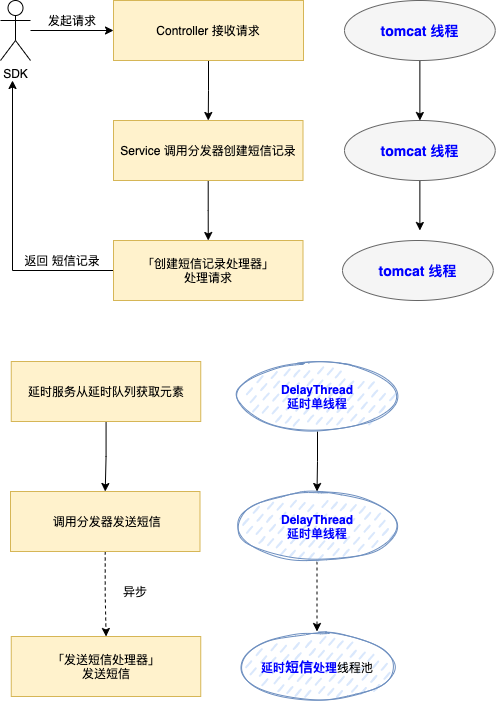 发起请求
Controller 接收请求
tomcat 线程
SDK
Service 调用分发器创建短信记录
tomcat 线程
返回 短信记录
「创建短信记录处理器」
处理请求
tomcat 线程
延时服务从延时队列获取元素
DelayThread
延时单线程
调用分发器发送短信
DelayThread
延时单线程
异步
「发送短信处理器」
发送短信
延时短信处理线程池